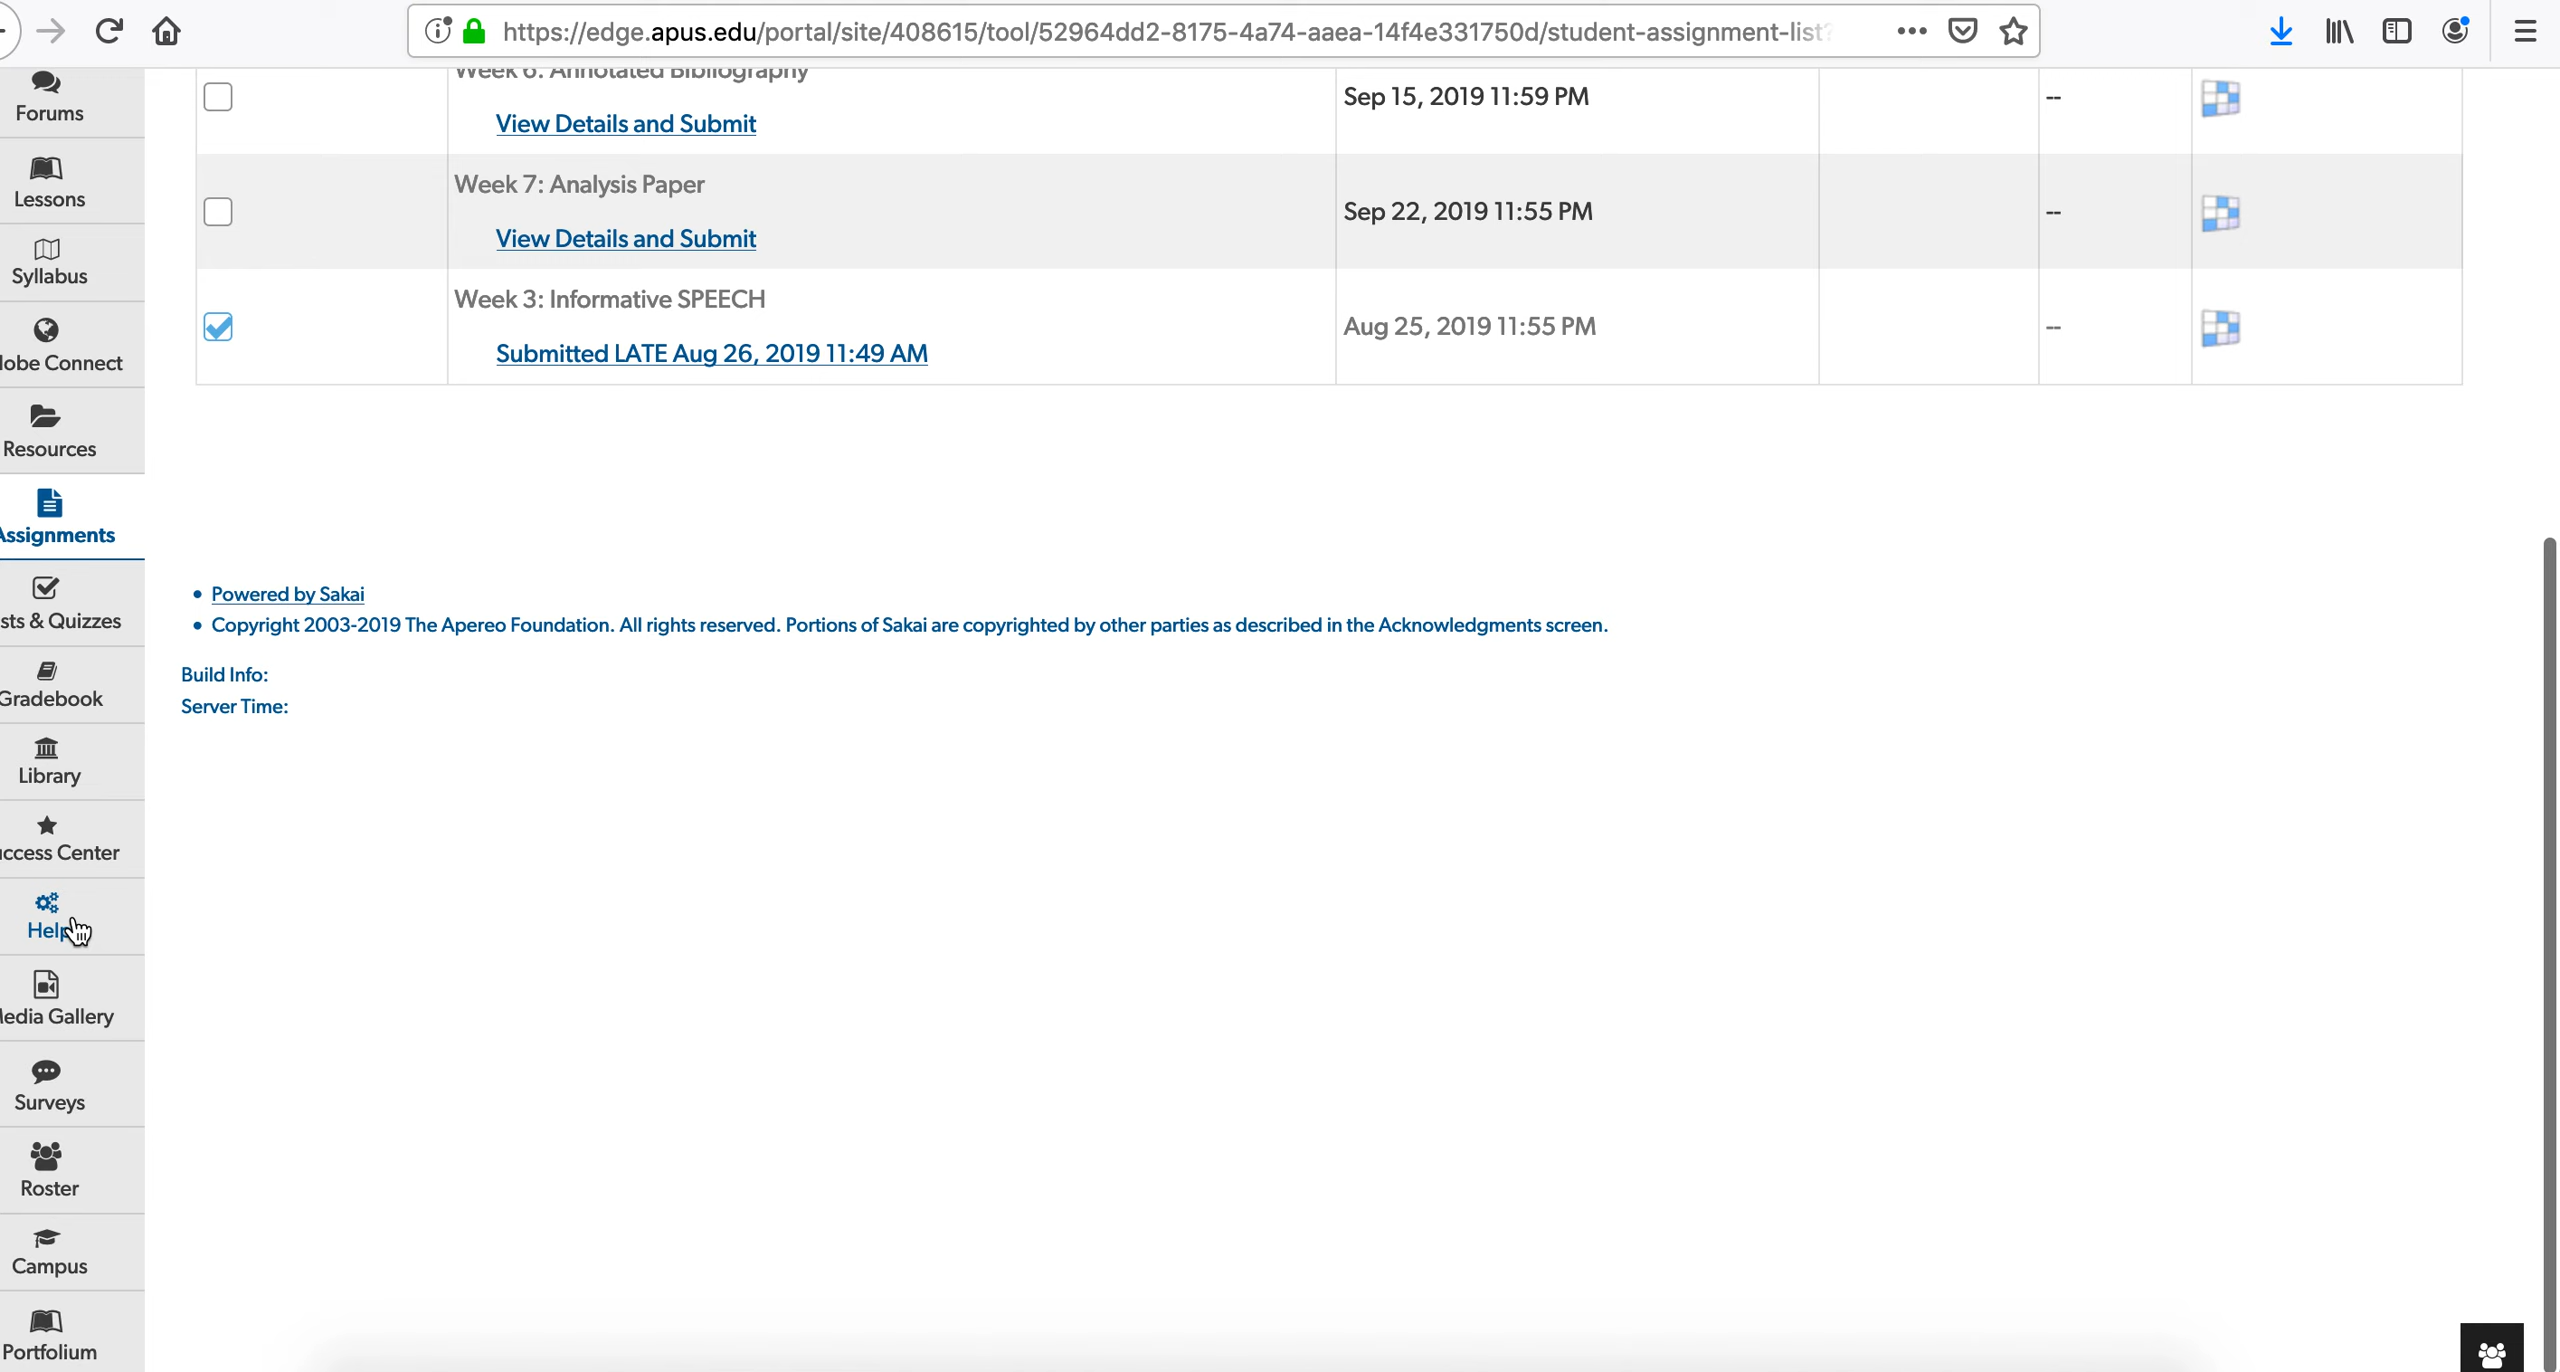 https://edge.apus.edu/portal/site/408615/tool/52964dd2-8175-4a74-aaea-14f4e331750d/student-assignment-list?
Forums
Lessons
Syllabus
obe Connect
Resources
Assignments
sts & Quizzes
Gradebook
Library
ccess Center
Help
edia Gallery
Surveys
Roster
Campus
Portfolium
Week 6: Annotated Bibliography
View Details and Submit
Sep 15, 2019 11:59 PM
--
Week 7: Analysis Paper
View Details and Submit
Sep 22, 2019 11:55 PM
--
Week 3: Informative SPEECH
Submitted LATE Aug 26, 2019 11:49 AM
Aug 25, 2019 11:55 PM
--
• Powered by Sakai
• Copyright 2003-2019 The Apereo Foundation. All rights reserved. Portions of Sakai are copyrighted by other parties as described in the Acknowledgments screen.
Build Info:
Server Time: